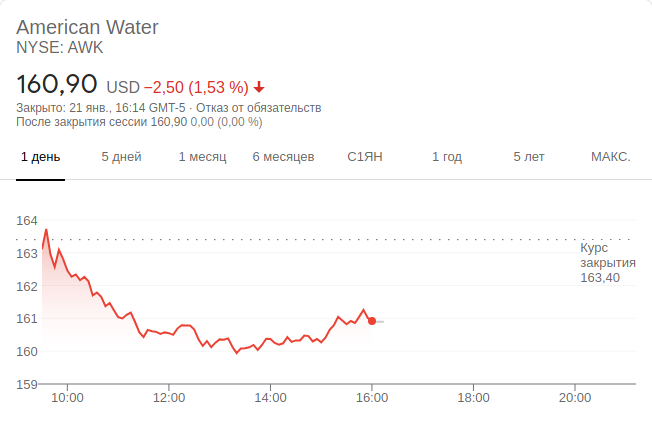 American Water
NYSE: AWK
160,90 USD −2,50 (1,53 %)
Закрыто: 21 янв., 16:14 GMT-5 · Отказ от обязательств
После закрытия сессии 160,90 0,00 (0,00 %)
1 день 5 дней 1 месяц 6 месяцев С1ЯН 1 год 5 лет МАКС.
164
163
162
161
160
159
Курс
закрытия
163,40
10:00 12:00 14:00 16:00 18:00 20:00